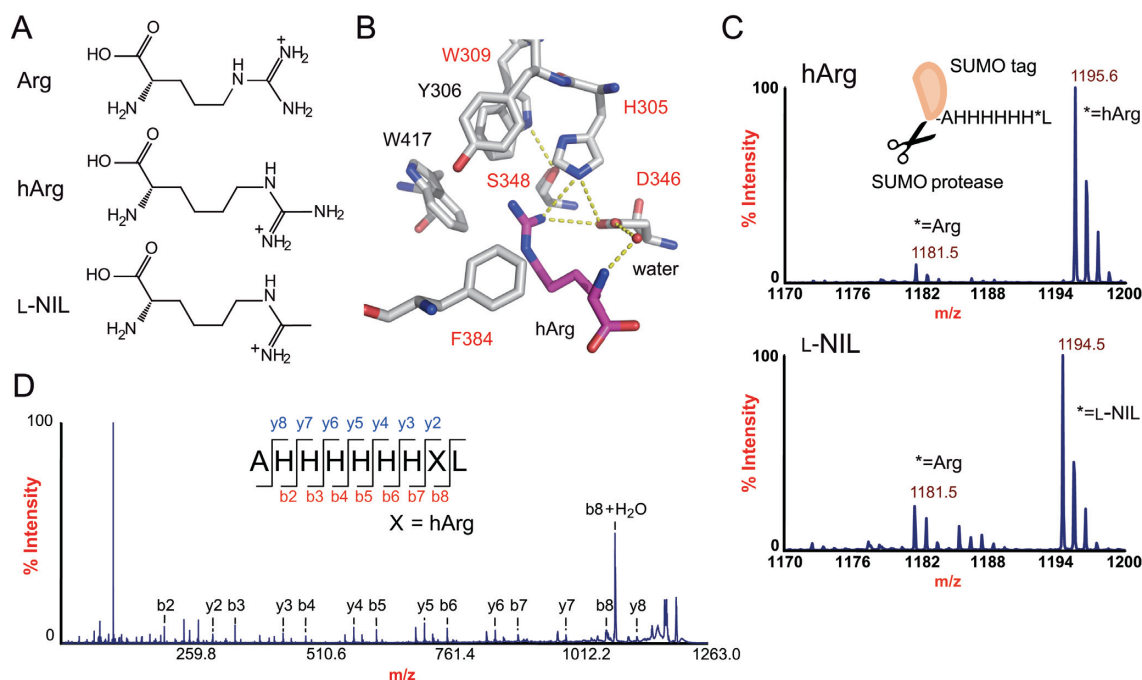 A
Arg
HO
O
H₂N
H
N
+
NH₂
NH₂
hArg
HO
O
H₂N
H
N
NH₂
+
NH₂
L-NIL
HO
O
H₂N
H
N
+
NH₂
B
W309
Y306
H305
W417
S348
D346
water
F384
hArg
C
hArg
SUMO tag
-AHHHHHH*L
SUMO protease
1195.6
*=hArg
*=Arg
1181.5
% Intensity
100
0
1170 1176 1182 1188 1194 1200
m/z
L-NIL
1194.5
*=L-NIL
*=Arg
1181.5
% Intensity
100
0
1170 1176 1182 1188 1194 1200
m/z
D
100
% Intensity
0
y8 y7 y6 y5 y4 y3 y2
AHHHHHHXL
b2 b3 b4 b5 b6 b7 b8
X = hArg
b8+H₂O
b2 y2 b3 y3 b4 y4 b5 y5 b6 y6 b7 y7 b8 y8
259.8 510.6 761.4 1012.2 1263.0
m/z